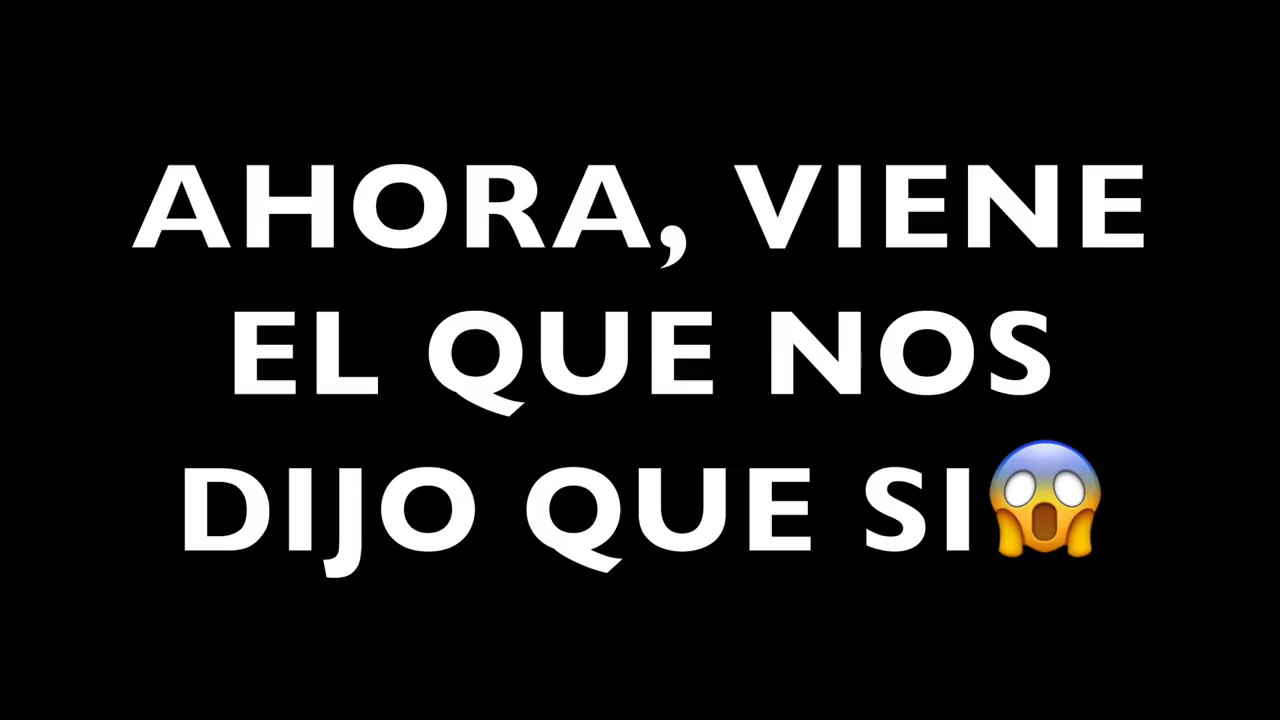 AHORA, VIENE
EL QUE NOS
DIJO QUE SI😱